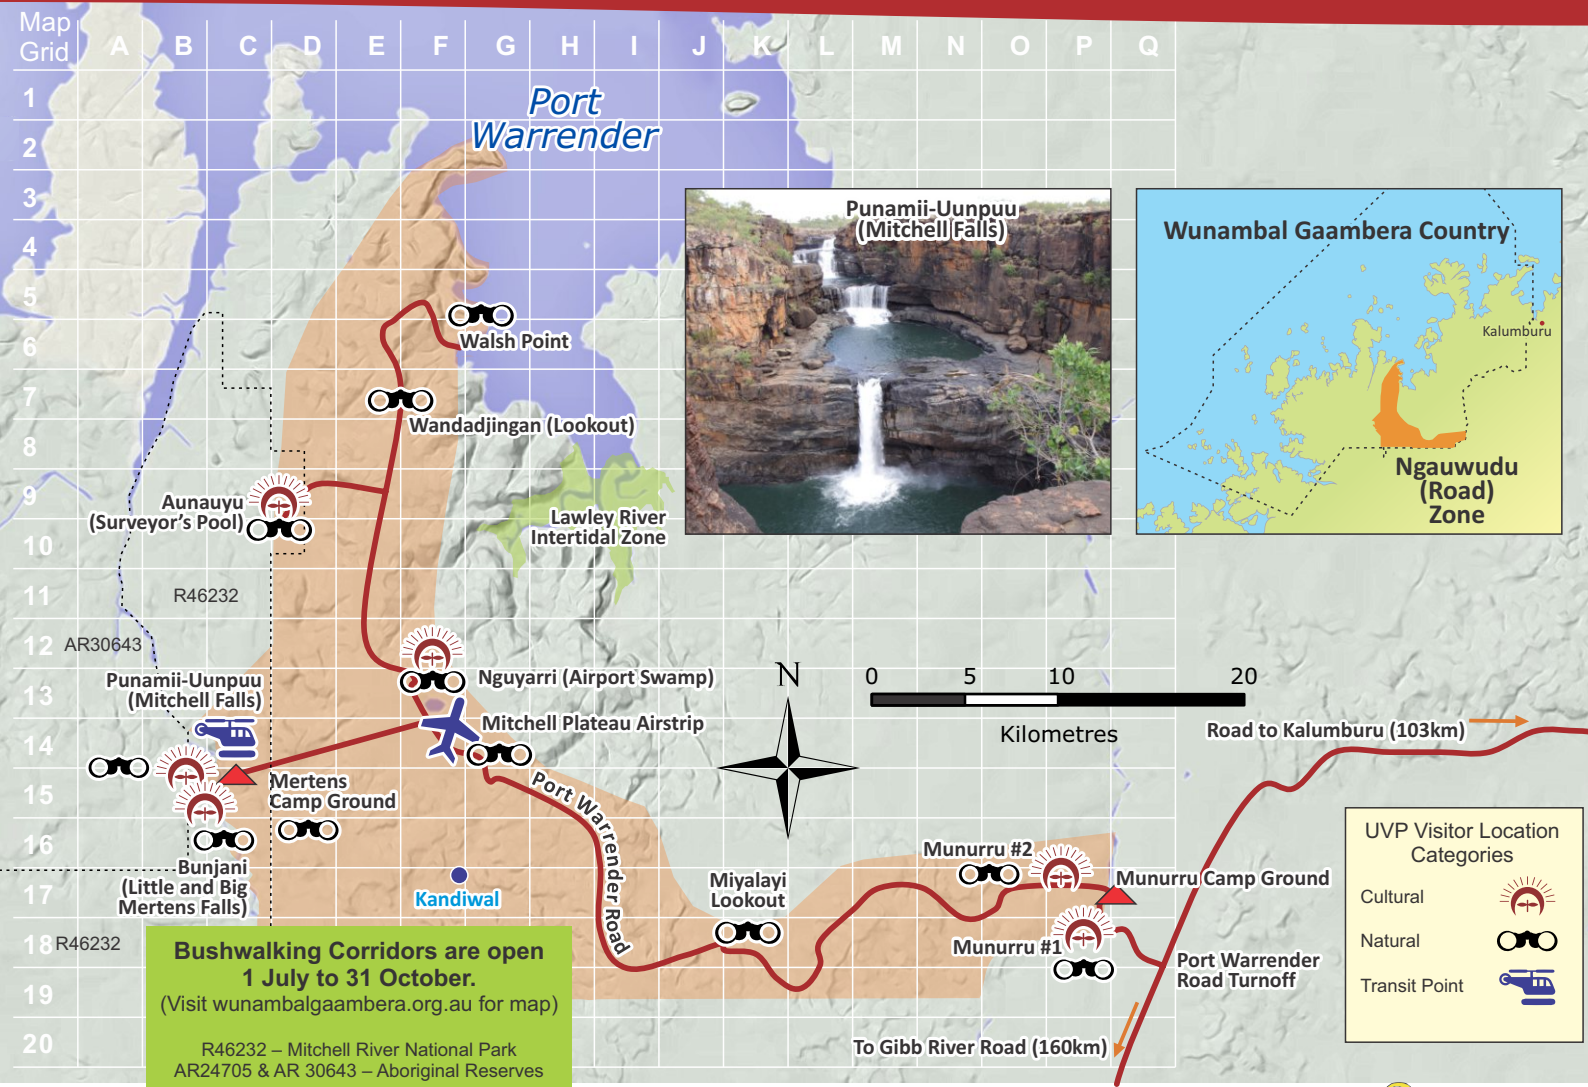 Map
Grid
A B C D E F G H I J K L M N O P Q
1
2
3
4
5
6
7
8
9
10
11
12
13
14
15
16
17
18
19
20
Port
Warrender
Punamii-Uunpuu
(Mitchell Falls)
Wunambal Gaambera Country
Kalumburu
Ngauwudu
(Road)
Zone
Walsh Point
Wandadjingan (Lookout)
Aunauyu
(Surveyor's Pool)
Lawley River
Intertidal Zone
R46232
AR30643
Nguyarri (Airport Swamp)
Punamii-Uunpuu
(Mitchell Falls)
Mitchell Plateau Airstrip
N
0 5 10 20
Kilometres
Road to Kalumburu (103km)
Mertens
Camp Ground
Port Warrender Road
Bunjani
(Little and Big
Mertens Falls)
Kandiwal
Miyalayi
Lookout
Munurru #2
Munurru Camp Ground
Munurru #1
Port Warrender
Road Turnoff
To Gibb River Road (160km)
R46232
UVP Visitor Location
Categories
Cultural
Natural
Transit Point
Bushwalking Corridors are open
1 July to 31 October.
(Visit wunambalgaambera.org.au for map)
R46232 – Mitchell River National Park
AR24705 & AR 30643 – Aboriginal Reserves